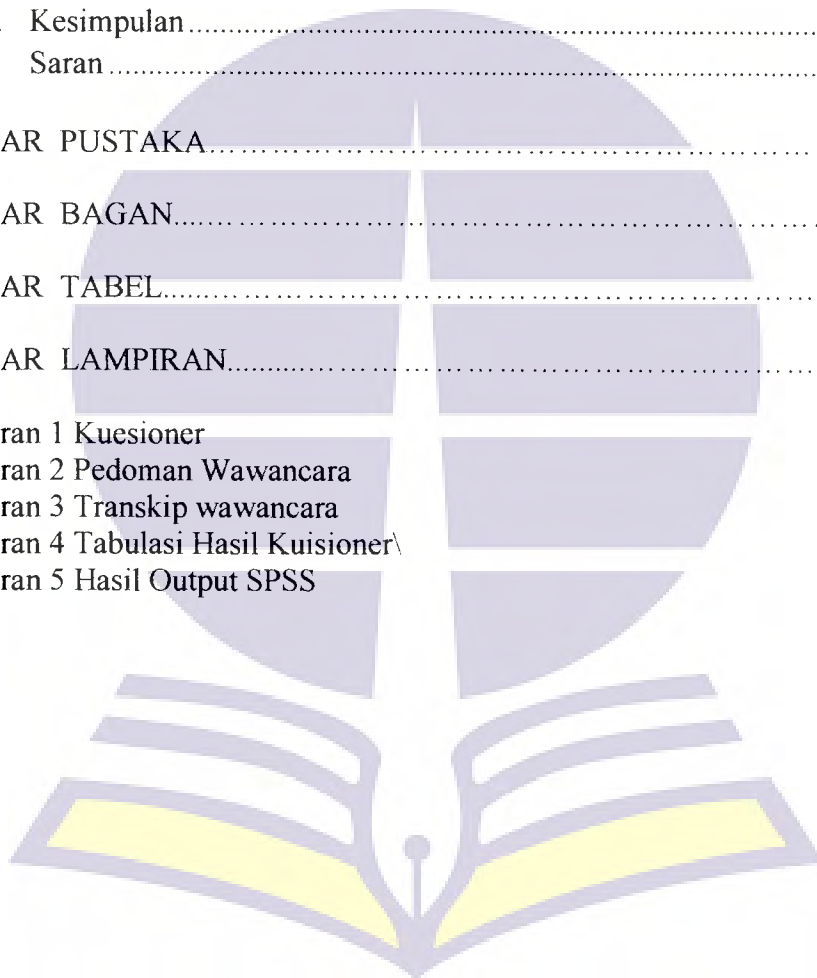 Kesimpulan
Saran
AR PUSTAKA
AR BAGAN
AR TABEL
AR LAMPIRAN
ran 1 Kuesioner
ran 2 Pedoman Wawancara
ran 3 Transkip wawancara
ran 4 Tabulasi Hasil Kuisioner\
ran 5 Hasil Output SPSS